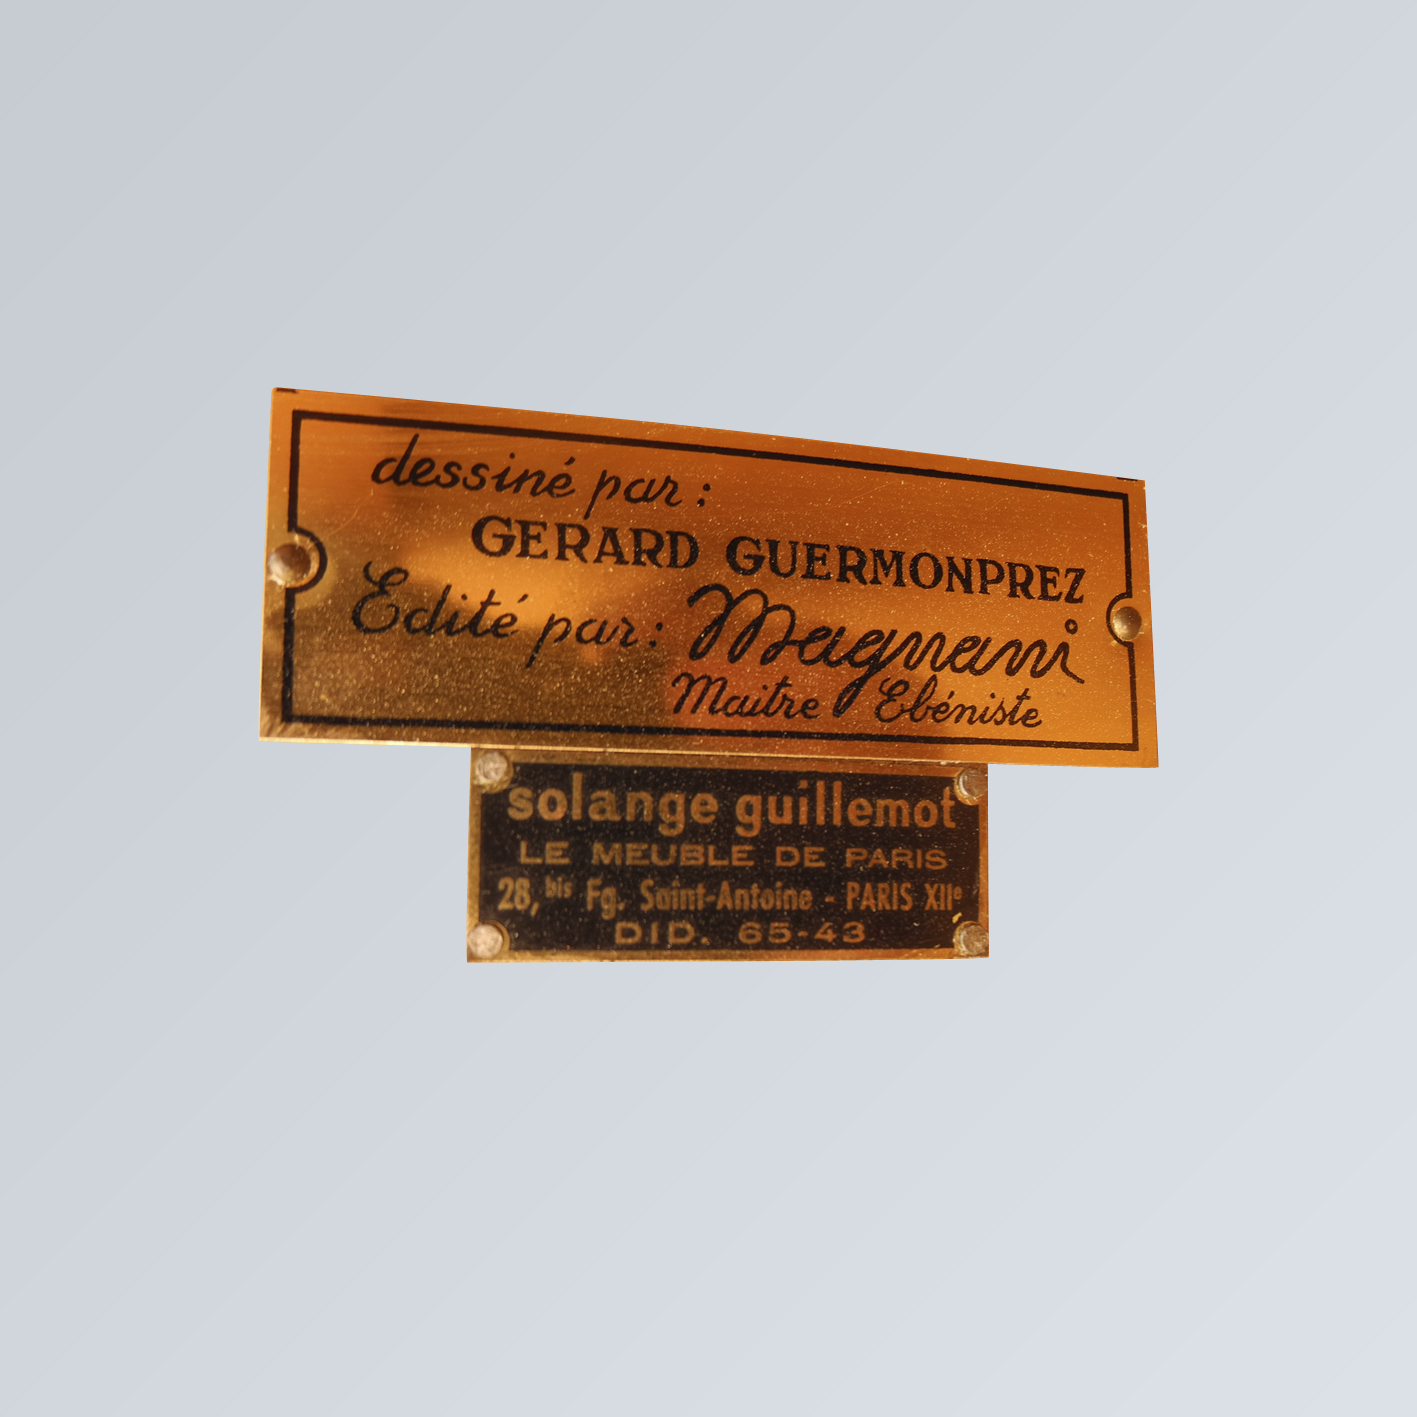 dessiné par :
GERARD GUERMONPREZ
Edité par : Magnani
Maitre Ebéniste
solange guillemot
LE MEUBLE DE PARIS
28, bis Fg. Saint-Antoine - PARIS XIIe
DID. 65-43